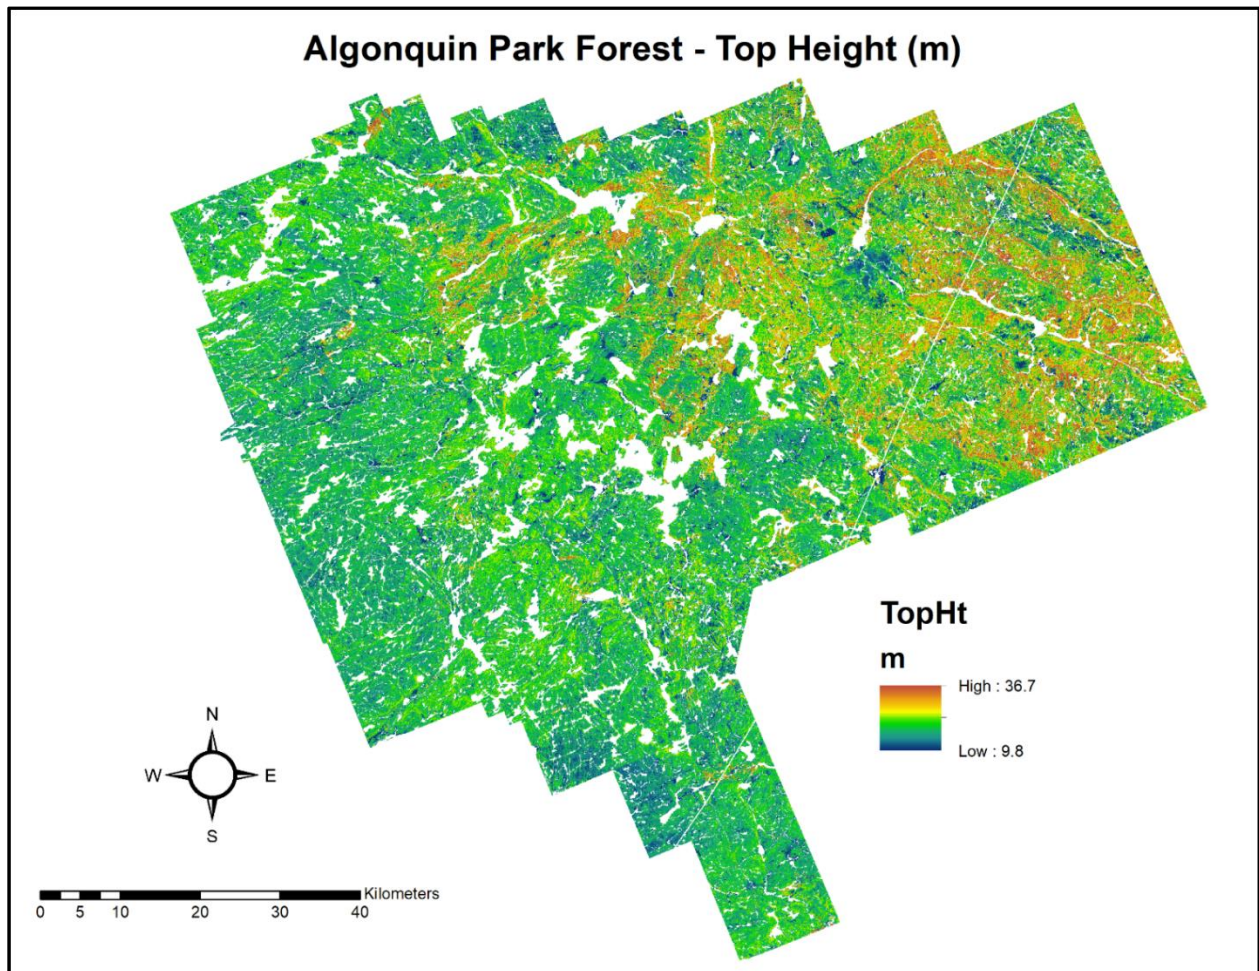 Algonquin Park Forest - Top Height (m)
TopHt
m
High : 36.7
Low : 9.8
N
W E
S
Kilometers
0 5 10 20 30 40